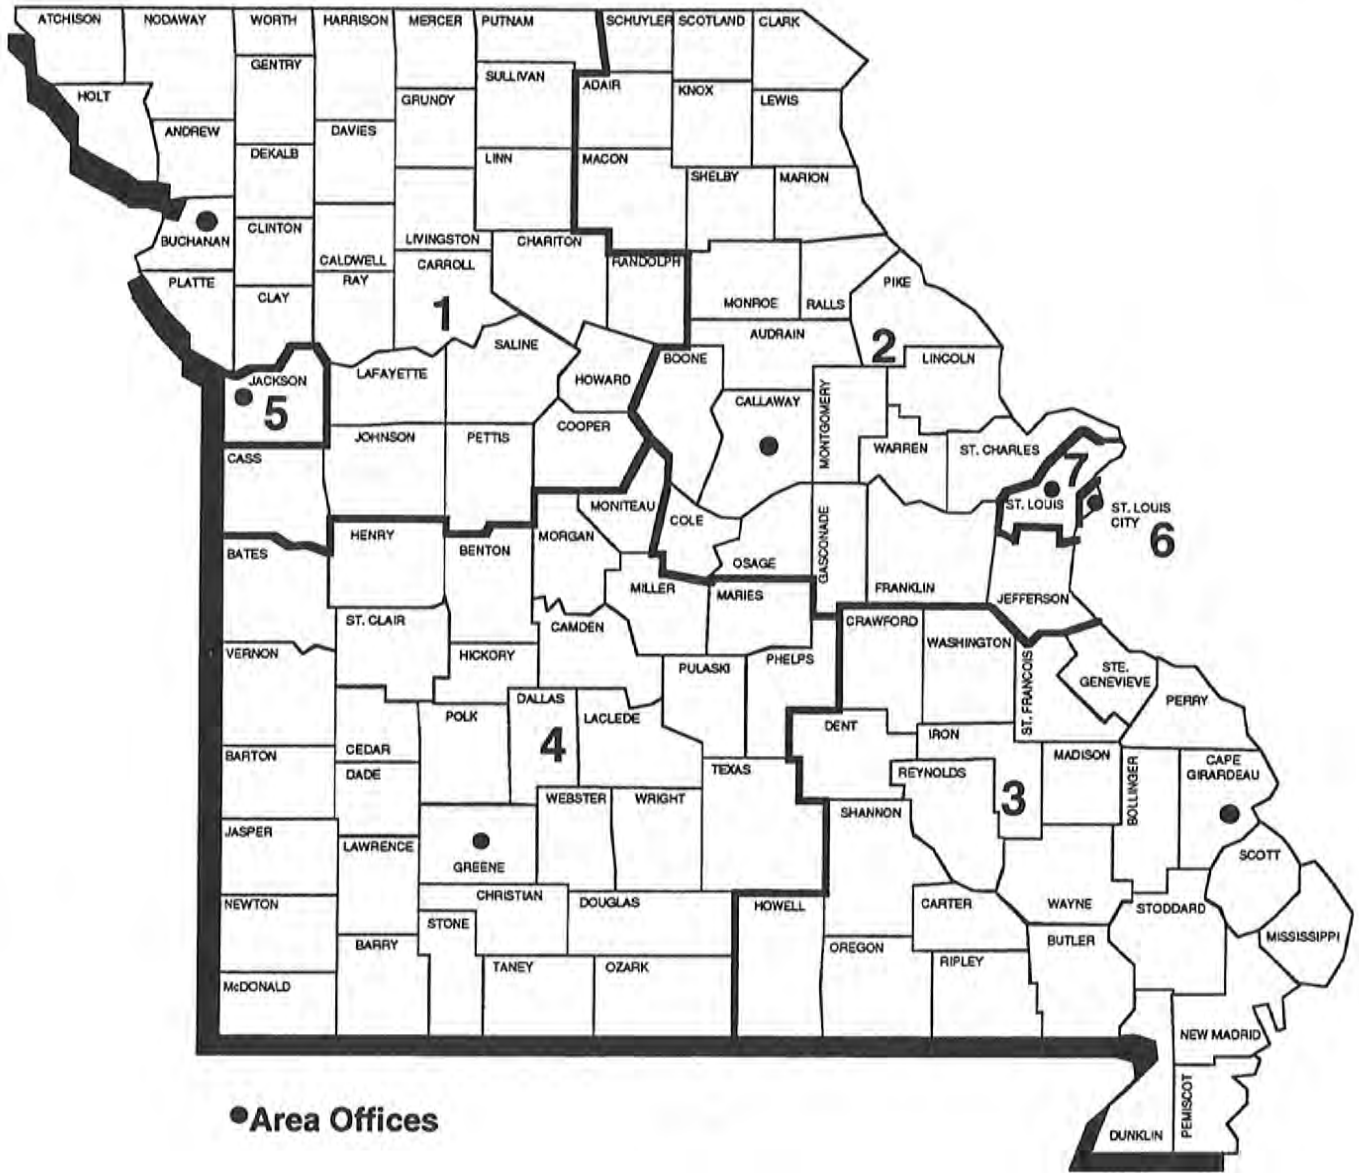 ATCHISON
NODAWAY
WORTH
HARRISON
MERCER
PUTNAM
SCHUYLER
SCOTLAND
CLARK
GENTRY
SULLIVAN
ADAIR
KNOX
LEWIS
HOLT
GRUNDY
ANDREW
DAVIES
DEKALB
LINN
MACON
SHELBY
MARION
BUCHANAN
CLINTON
CALDWELL
LIVINGSTON
CHARITON
RANDOLPH
CARROLL
PLATTE
CLAY
RAY
MONROE
RALLS
PIKE
1
AUDRAIN
2
SALINE
LINCOLN
BOONE
JACKSON
5
LAFAYETTE
HOWARD
CALLAWAY
MONTGOMERY
COOPER
JOHNSON
PETTIS
WARREN
ST. CHARLES
CASS
7
ST. LOUIS
ST. LOUIS
CITY
6
MONITEAU
COLE
GASCONADE
BATES
HENRY
BENTON
MORGAN
OSAGE
FRANKLIN
JEFFERSON
MILLER
MARIES
ST. CLAIR
CAMDEN
CRAWFORD
WASHINGTON
ST. FRANCOIS
STE.
GENEVIEVE
VERNON
HICKORY
PULASKI
PHELPS
PERRY
DALLAS
POLK
LACLEDE
4
DENT
IRON
MADISON
BOLLINGER
CAPE
GIRARDEAU
BARTON
CEDAR
DADE
TEXAS
REYNOLDS
3
WEBSTER
WRIGHT
SHANNON
JASPER
LAWRENCE
GREENE
SCOTT
NEWTON
CHRISTIAN
DOUGLAS
HOWELL
CARTER
WAYNE
STODDARD
STONE
BARRY
OREGON
BUTLER
MISSISSIPPI
TANEY
OZARK
RIPLEY
McDONALD
NEW MADRID
PEMISCOT
DUNKLIN
Area Offices